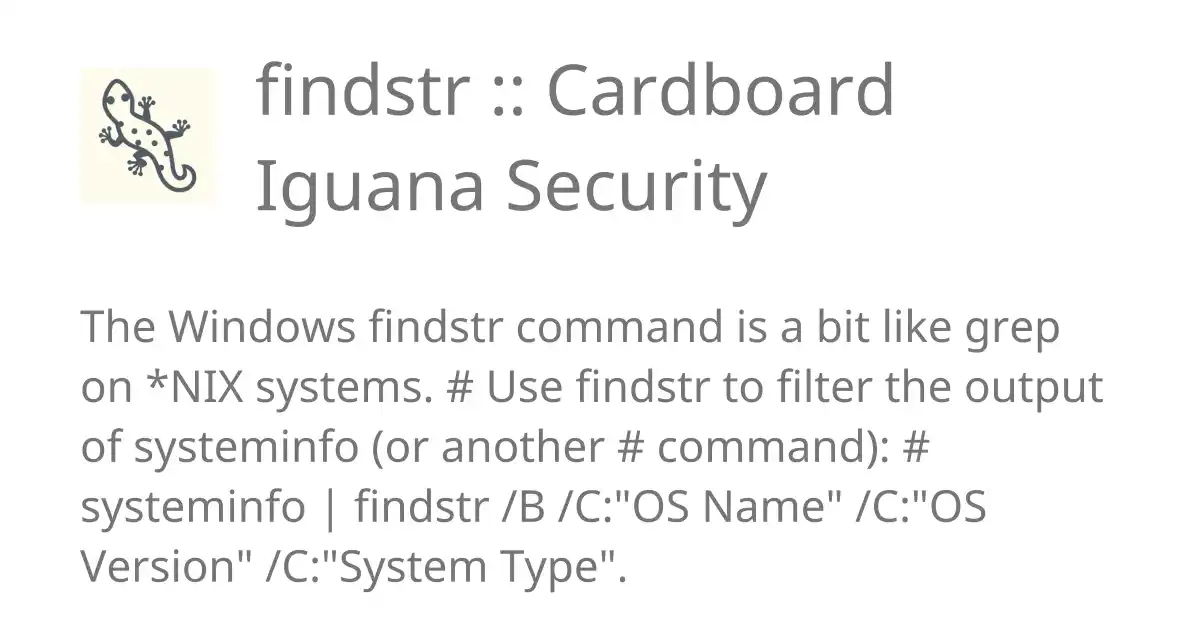 findstr :: Cardboard
Iguana Security
The Windows findstr command is a bit like grep
on *NIX systems. # Use findstr to filter the output
of systeminfo (or another # command): #
systeminfo | findstr /B /C:"OS Name" /C:"OS
Version" /C:"System Type".